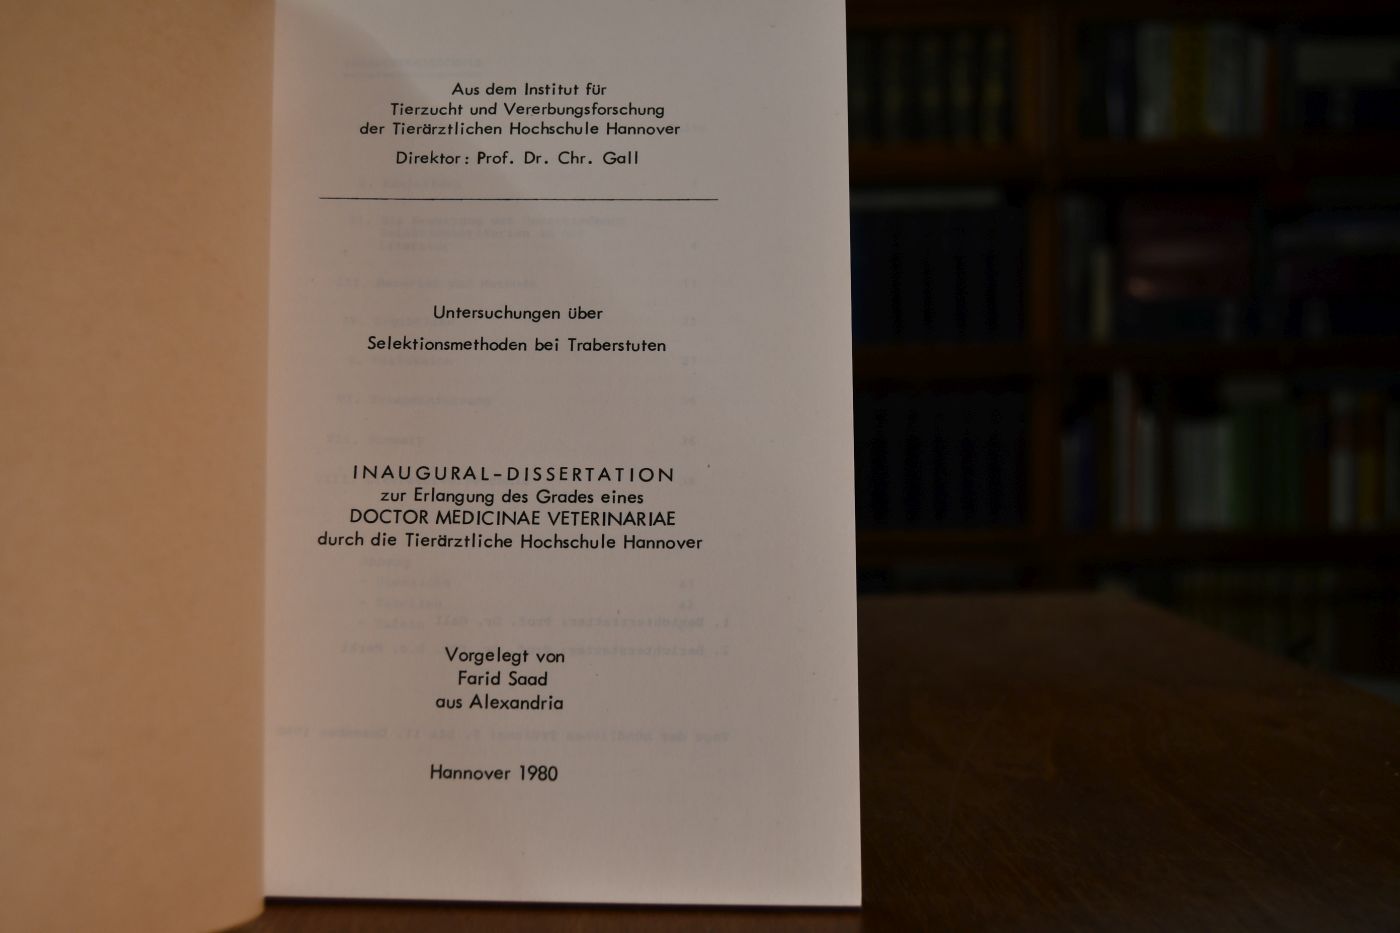 Aus dem Institut für
Tierzucht und Vererbungsforschung
der Tierärztlichen Hochschule Hannover
Direktor: Prof. Dr. Chr. Gall
Untersuchungen über
Selektionsmethoden bei Traberstuten
INAUGURAL-DISSERTATION
zur Erlangung des Grades eines
DOCTOR MEDICINAE VETERINARIAE
durch die Tierärztliche Hochschule Hannover
Vorgelegt von
Farid Saad
aus Alexandria
Hannover 1980